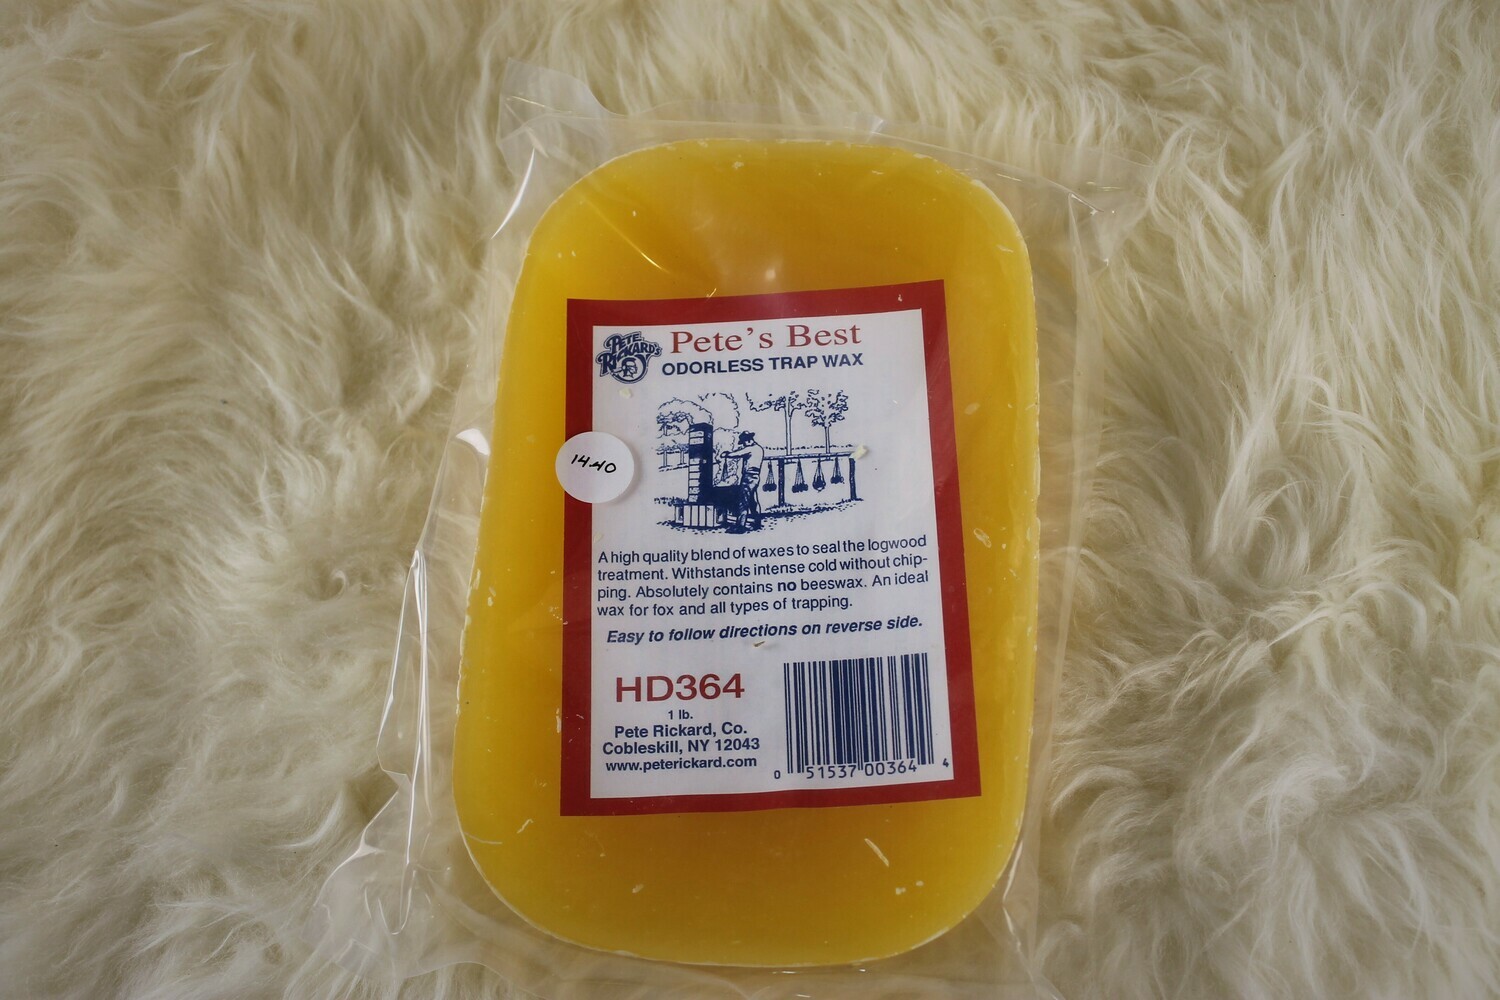 PETE RICKARD'S
Pete's Best
ODORLESS TRAP WAX
14.40
A high quality blend of waxes to seal the logwood
treatment. Withstands intense cold without chip-
ping. Absolutely contains no beeswax. An ideal
wax for fox and all types of trapping.
Easy to follow directions on reverse side.
HD364
1 lb.
Pete Rickard, Co.
Cobleskill, NY 12043
www.peterickard.com
0 51537 00364 4